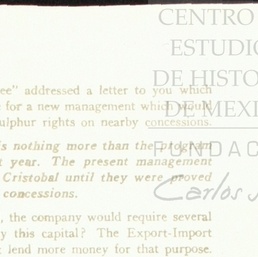 CENTRO
ESTUDIO
DE HISTO
DE MEXI
FUNDAC
Carlos
ee" addressed a letter to you which
for a new management which would
sulphur rights on nearby concessions.
is nothing more than the program
t year. The present management
Cristobal until they were proved
concessions.
, the company would require several
y this capital? The Export-Import
t lend more money for that purpose.